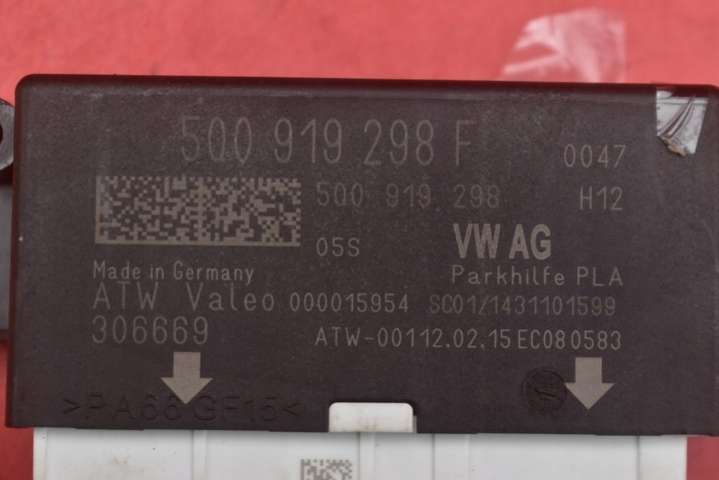 5Q0 919 298 F
0047
5Q0 919 298
H12
05S
VW AG
Made in Germany
Parkhilfe PLA
ATW Valeo 000015954 SC01/1431101599
306669
ATW-00112.02.15EC080583
>PA66 GF15<